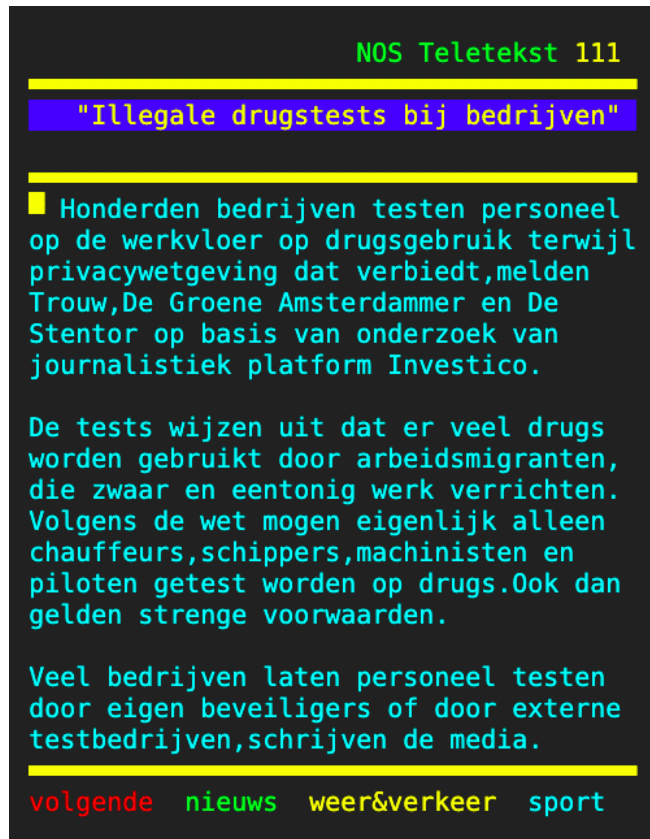 NOS Teletekst 111
"Illegale drugstests bij bedrijven"
Honderden bedrijven testen personeel
op de werkvloer op drugsgebruik terwijl
privacywetgeving dat verbiedt,melden
Trouw,De Groene Amsterdammer en De
Stentor op basis van onderzoek van
journalistiek platform Investico.
De tests wijzen uit dat er veel drugs
worden gebruikt door arbeidsmigranten,
die zwaar en eentonig werk verrichten.
Volgens de wet mogen eigenlijk alleen
chauffeurs,schippers,machinisten en
piloten getest worden op drugs.Ook dan
gelden strenge voorwaarden.
Veel bedrijven laten personeel testen
door eigen beveiligers of door externe
testbedrijven,schrijven de media.
volgende nieuws weer&verkeer sport